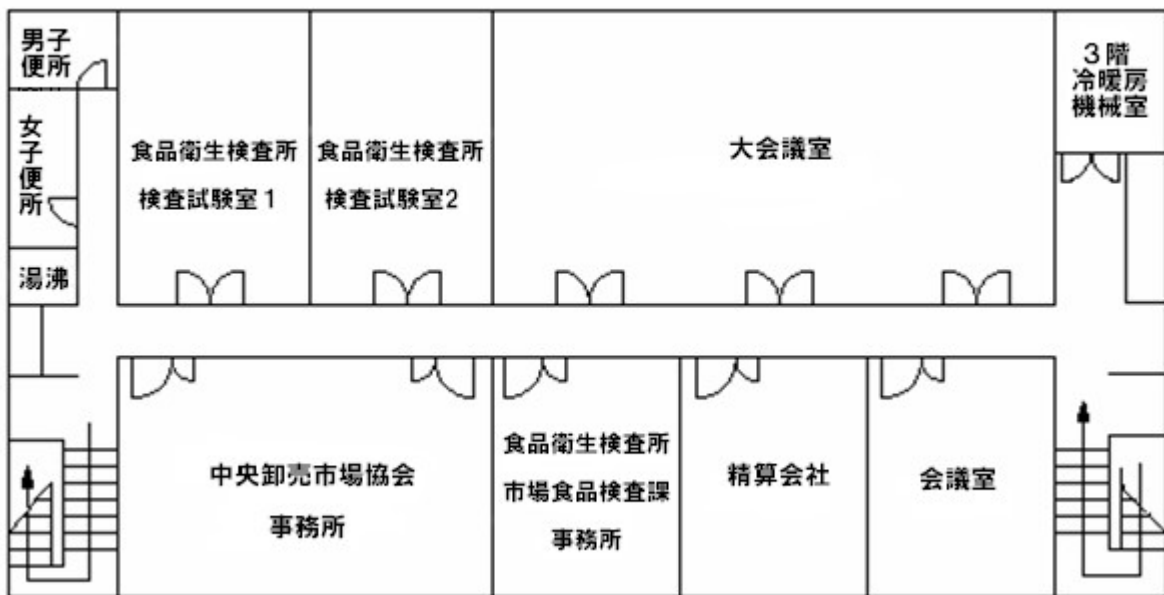 男子
便所
女子便所
湯沸
食品衛生検査所
検査試験室1
食品衛生検査所
検査試験室2
大会議室
3階
冷暖房
機械室
中央卸売市場協会
事務所
食品衛生検査所
市場食品検査課
事務所
精算会社
会議室